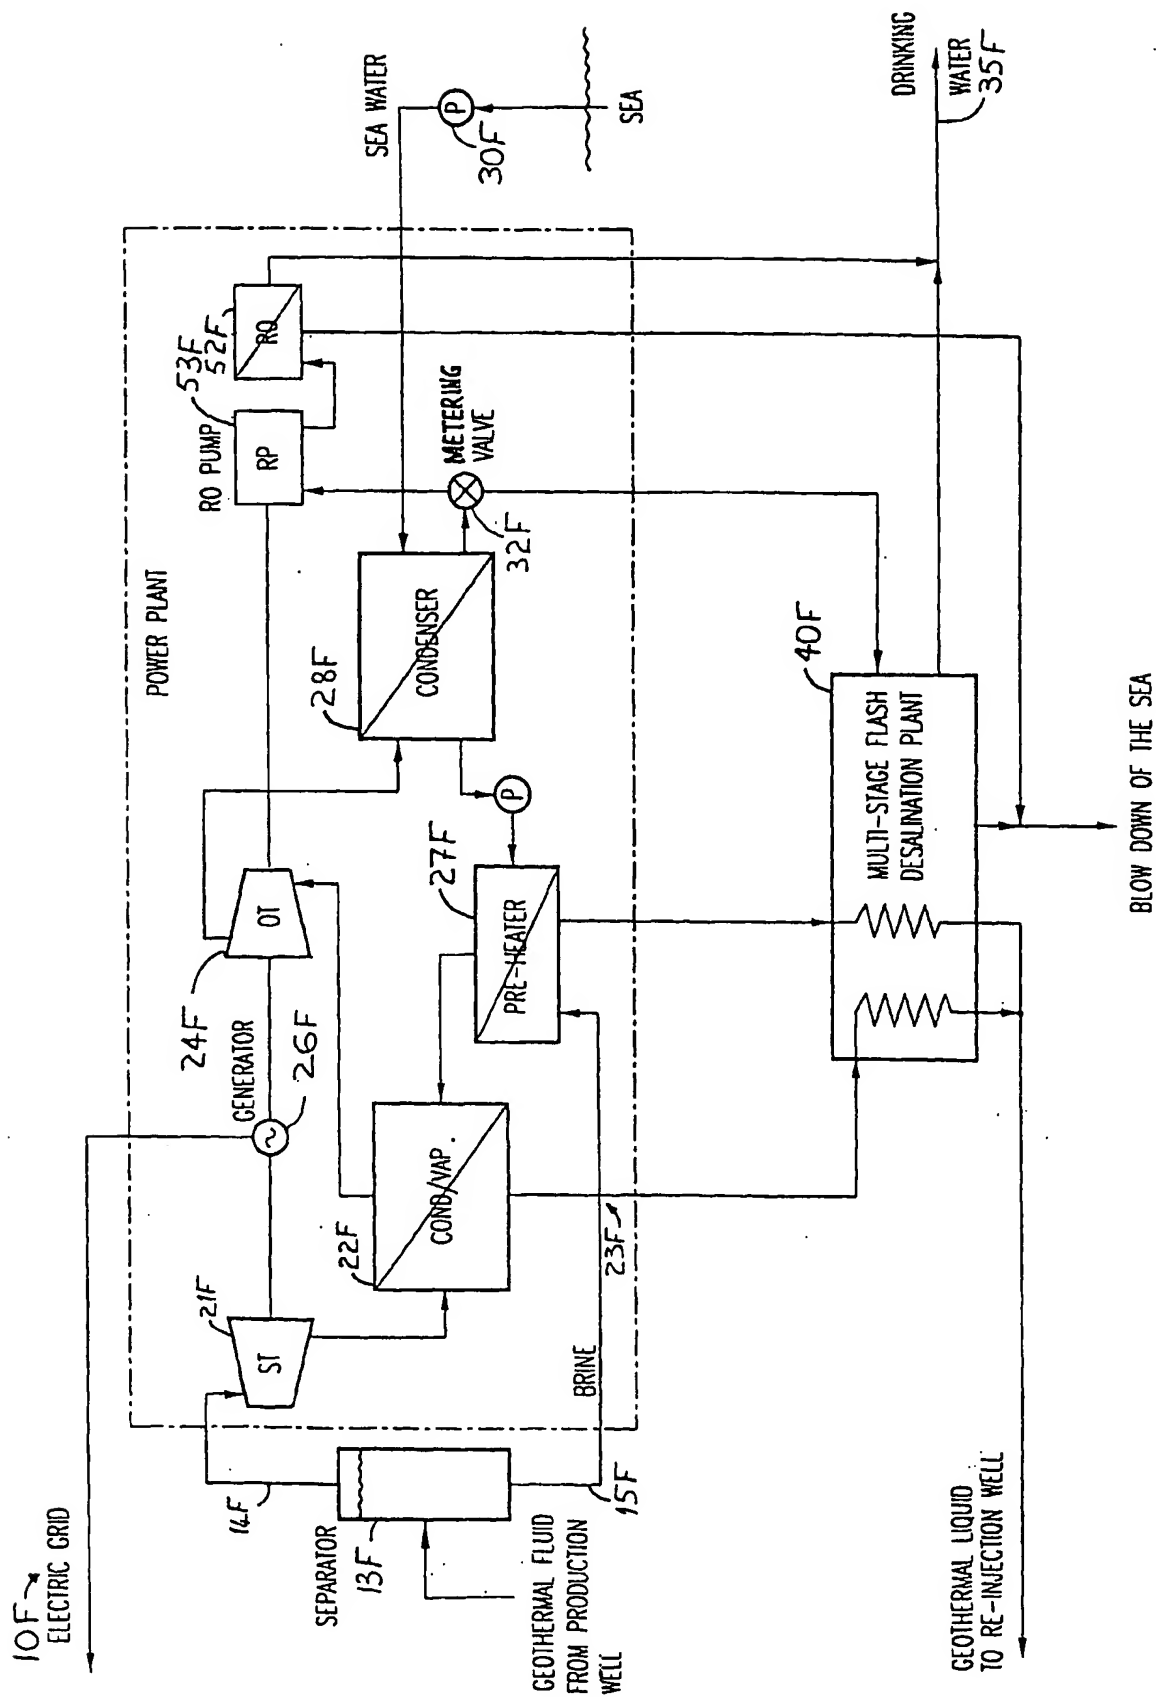 10F
ELECTRIC GRID
SEPARATOR
13F
14F
GEOTHERMAL FLUID
FROM PRODUCTION
WELL
15F
BRINE
POWER PLANT
21F
ST
GENERATOR
26F
~
24F
OT
22F
COND/VAP.
23F
27F
PRE-HEATER
P
28F
CONDENSER
32F
METERING
VALVE
RO PUMP
53F
RP
52F
RO
SEA WATER
P
30F
SEA
DRINKING
WATER
35F
40F
MULTI-STAGE FLASH
DESALINATION PLANT
BLOW DOWN OF THE SEA
GEOTHERMAL LIQUID
TO RE-INJECTION WELL